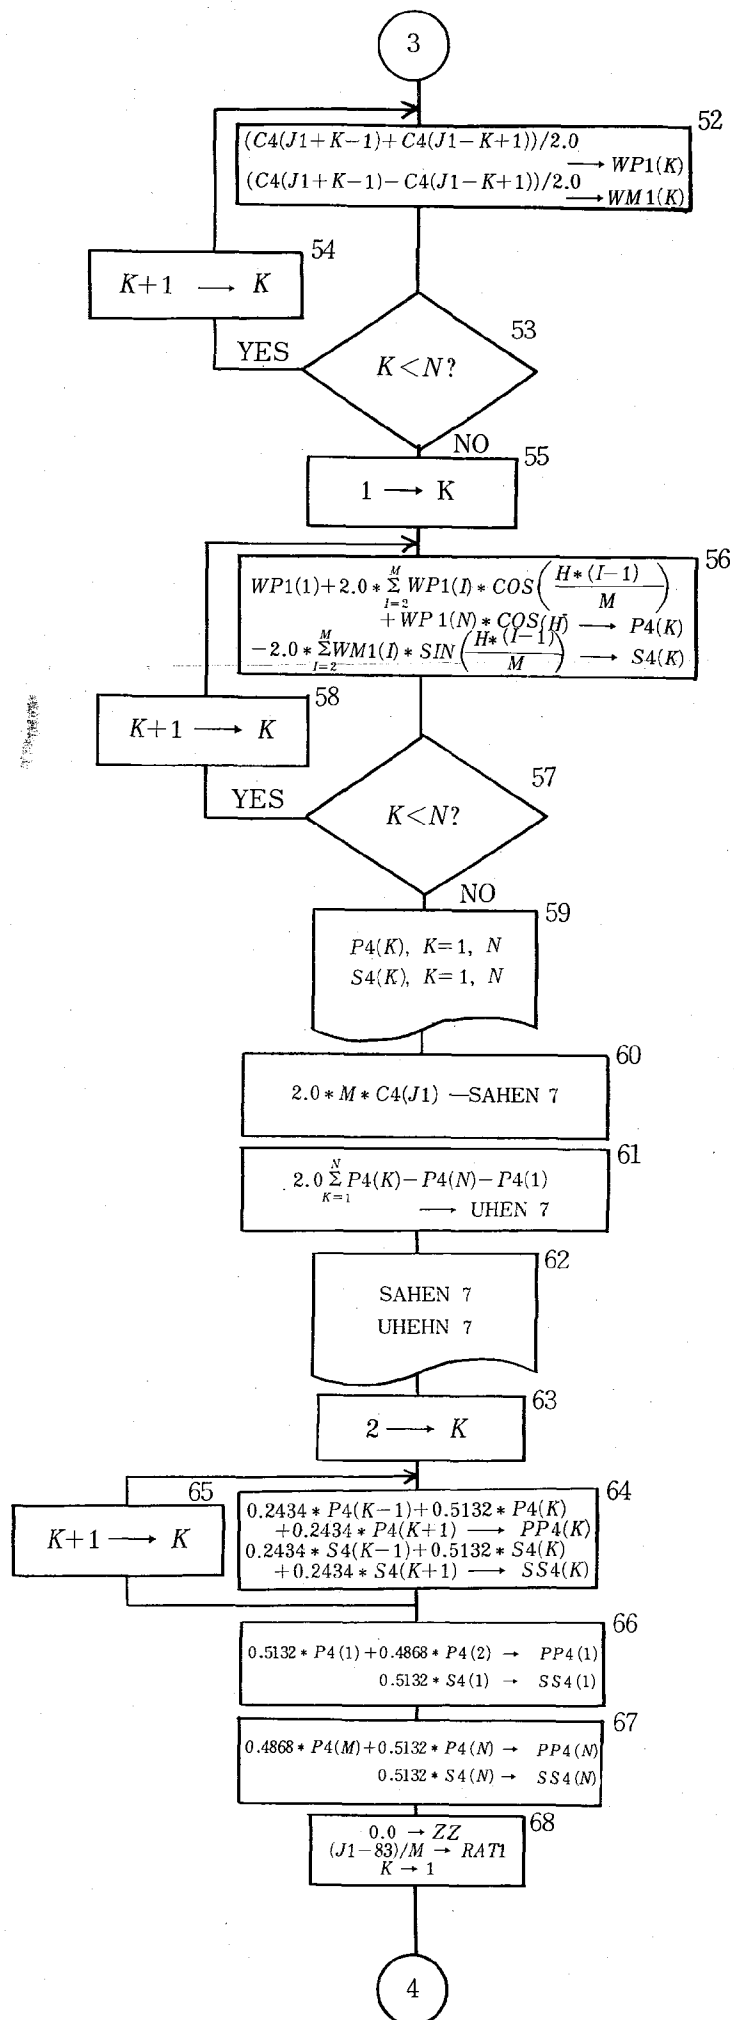 3
52
(C4(J1+K-1)+C4(J1-K+1))/2.0
→ WP1(K)
(C4(J1+K-1)-C4(J1-K+1))/2.0
→ WM1(K)
54
K+1 → K
53
YES
K<N?
NO
55
1 → K
56
WP1(1)+2.0*Σ WP1(I)*COS(H*(I-1)/M)
M
I=2
+WP1(N)*COS(H) → P4(K)
-2.0*ΣWM1(I)*SIN(H*(I-1)/M) → S4(K)
M
I=2
58
K+1 → K
57
YES
K<N?
NO
59
P4(K), K=1, N
S4(K), K=1, N
60
2.0*M*C4(J1) —SAHEN 7
61
2.0 Σ P4(K)-P4(N)-P4(1)
N
K=1
→ UHEN 7
62
SAHEN 7
UHEHN 7
63
2 → K
65
64
K+1 → K
0.2434*P4(K-1)+0.5132*P4(K)
+0.2434*P4(K+1) → PP4(K)
0.2434*S4(K-1)+0.5132*S4(K)
+0.2434*S4(K+1) → SS4(K)
66
0.5132*P4(1)+0.4868*P4(2) → PP4(1)
0.5132*S4(1) → SS4(1)
67
0.4868*P4(M)+0.5132*P4(N) → PP4(N)
0.5132*S4(N) → SS4(N)
68
0.0 → ZZ
(J1-83)/M → RAT1
K → 1
4